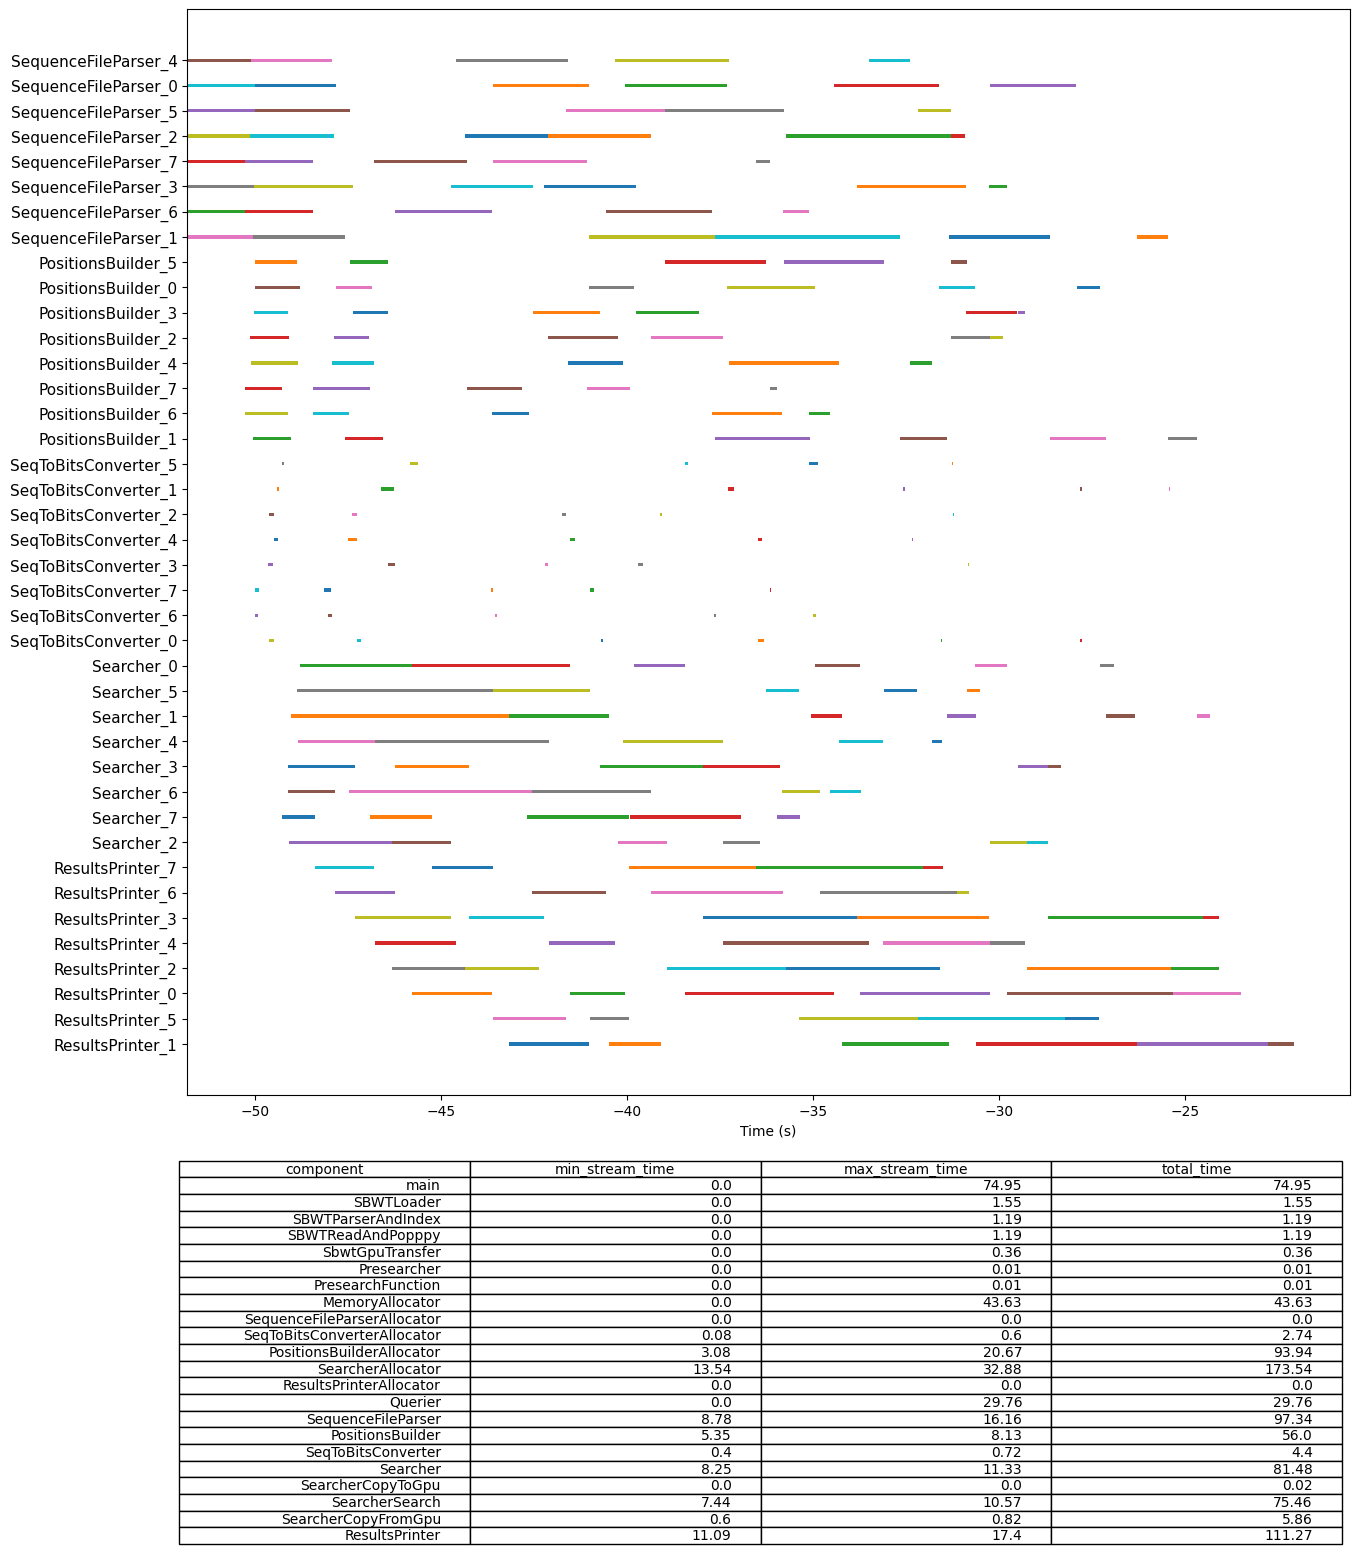 SequenceFileParser_4
SequenceFileParser_0
SequenceFileParser_5
SequenceFileParser_2
SequenceFileParser_7
SequenceFileParser_3
SequenceFileParser_6
SequenceFileParser_1
PositionsBuilder_5
PositionsBuilder_0
PositionsBuilder_3
PositionsBuilder_2
PositionsBuilder_4
PositionsBuilder_7
PositionsBuilder_6
PositionsBuilder_1
SeqToBitsConverter_5
SeqToBitsConverter_1
SeqToBitsConverter_2
SeqToBitsConverter_4
SeqToBitsConverter_3
SeqToBitsConverter_7
SeqToBitsConverter_6
SeqToBitsConverter_0
Searcher_0
Searcher_5
Searcher_1
Searcher_4
Searcher_3
Searcher_6
Searcher_7
Searcher_2
ResultsPrinter_7
ResultsPrinter_6
ResultsPrinter_3
ResultsPrinter_4
ResultsPrinter_2
ResultsPrinter_0
ResultsPrinter_5
ResultsPrinter_1
−50 −45 −40 −35 −30 −25
Time (s)
component min_stream_time max_stream_time total_time
main 0.0 74.95 74.95
SBWTLoader 0.0 1.55 1.55
SBWTParserAndIndex 0.0 1.19 1.19
SBWTReadAndPopppy 0.0 1.19 1.19
SbwtGpuTransfer 0.0 0.36 0.36
Presearcher 0.0 0.01 0.01
PresearchFunction 0.0 0.01 0.01
MemoryAllocator 0.0 43.63 43.63
SequenceFileParserAllocator 0.0 0.0 0.0
SeqToBitsConverterAllocator 0.08 0.6 2.74
PositionsBuilderAllocator 3.08 20.67 93.94
SearcherAllocator 13.54 32.88 173.54
ResultsPrinterAllocator 0.0 0.0 0.0
Querier 0.0 29.76 29.76
SequenceFileParser 8.78 16.16 97.34
PositionsBuilder 5.35 8.13 56.0
SeqToBitsConverter 0.4 0.72 4.4
Searcher 8.25 11.33 81.48
SearcherCopyToGpu 0.0 0.0 0.02
SearcherSearch 7.44 10.57 75.46
SearcherCopyFromGpu 0.6 0.82 5.86
ResultsPrinter 11.09 17.4 111.27